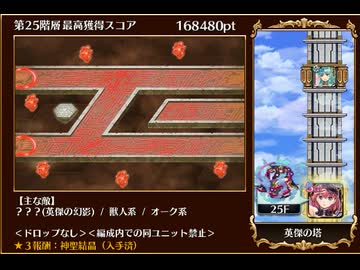 第25階層 最高獲得スコア 168480pt
【主な敵】
？？？(英傑の幻影) / 獣人系 / オーク系
＜ドロップなし＞＜編成内での同ユニット禁止＞
★３報酬：神聖結晶（入手済）
25F
英傑の塔